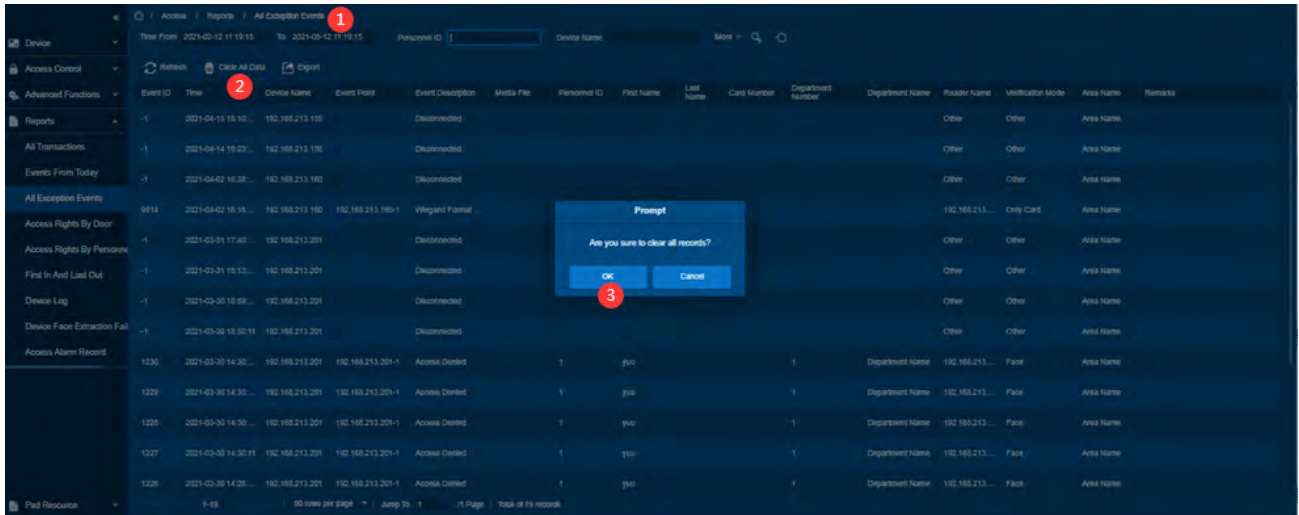 Access / Reports / All Exception Events
1
Time From 2021-02-12 11:19:15 To 2021-05-12 11:19:15 Personnel ID Device Name More
Device
Access Control
Advanced Functions
Reports
All Transactions
Events From Today
All Exception Events
Access Rights By Door
Access Rights By Personne
First In And Last Out
Device Log
Device Face Extraction Fail
Access Alarm Record
Pad Resource
Refresh Clear All Data Export
2
Event ID Time Device Name Event Point Event Description Media File Personnel ID First Name Last Name Card Number Department Number Department Name Reader Name Verification Mode Area Name Remarks
-1 2021-04-15 18:10:... 192.168.213.155 Disconnected Other Other Area Name
-1 2021-04-14 19:23:... 192.168.213.155 Disconnected Other Other Area Name
-1 2021-04-02 16:38:... 192.168.213.160 Disconnected Other Other Area Name
9914 2021-04-02 16:16:... 192.168.213.160 192.168.213.160-1 Wiegand Format ... 192.168.213.... Only Card Area Name
-1 2021-03-31 17:40:... 192.168.213.201 Disconnected Other Other Area Name
-1 2021-03-31 15:13:... 192.168.213.201 Disconnected Other Other Area Name
-1 2021-03-30 18:59:... 192.168.213.201 Disconnected Other Other Area Name
-1 2021-03-30 18:50:11 192.168.213.201 Disconnected Other Other Area Name
1230 2021-03-30 14:30:... 192.168.213.201 192.168.213.201-1 Access Denied 1 yuu 1 Department Name 192.168.213.... Face Area Name
1229 2021-03-30 14:30:... 192.168.213.201 192.168.213.201-1 Access Denied 1 yuu 1 Department Name 192.168.213.... Face Area Name
1228 2021-03-30 14:30:... 192.168.213.201 192.168.213.201-1 Access Denied 1 yuu 1 Department Name 192.168.213.... Face Area Name
1227 2021-03-30 14:30:11 192.168.213.201 192.168.213.201-1 Access Denied 1 yuu 1 Department Name 192.168.213.... Face Area Name
1226 2021-03-30 14:28:... 192.168.213.201 192.168.213.201-1 Access Denied 1 yuu 1 Department Name 192.168.213.... Face Area Name
Prompt
Are you sure to clear all records?
OK Cancel
3
1-19 50 rows per page Jump To 1 /1 Page Total of 19 records